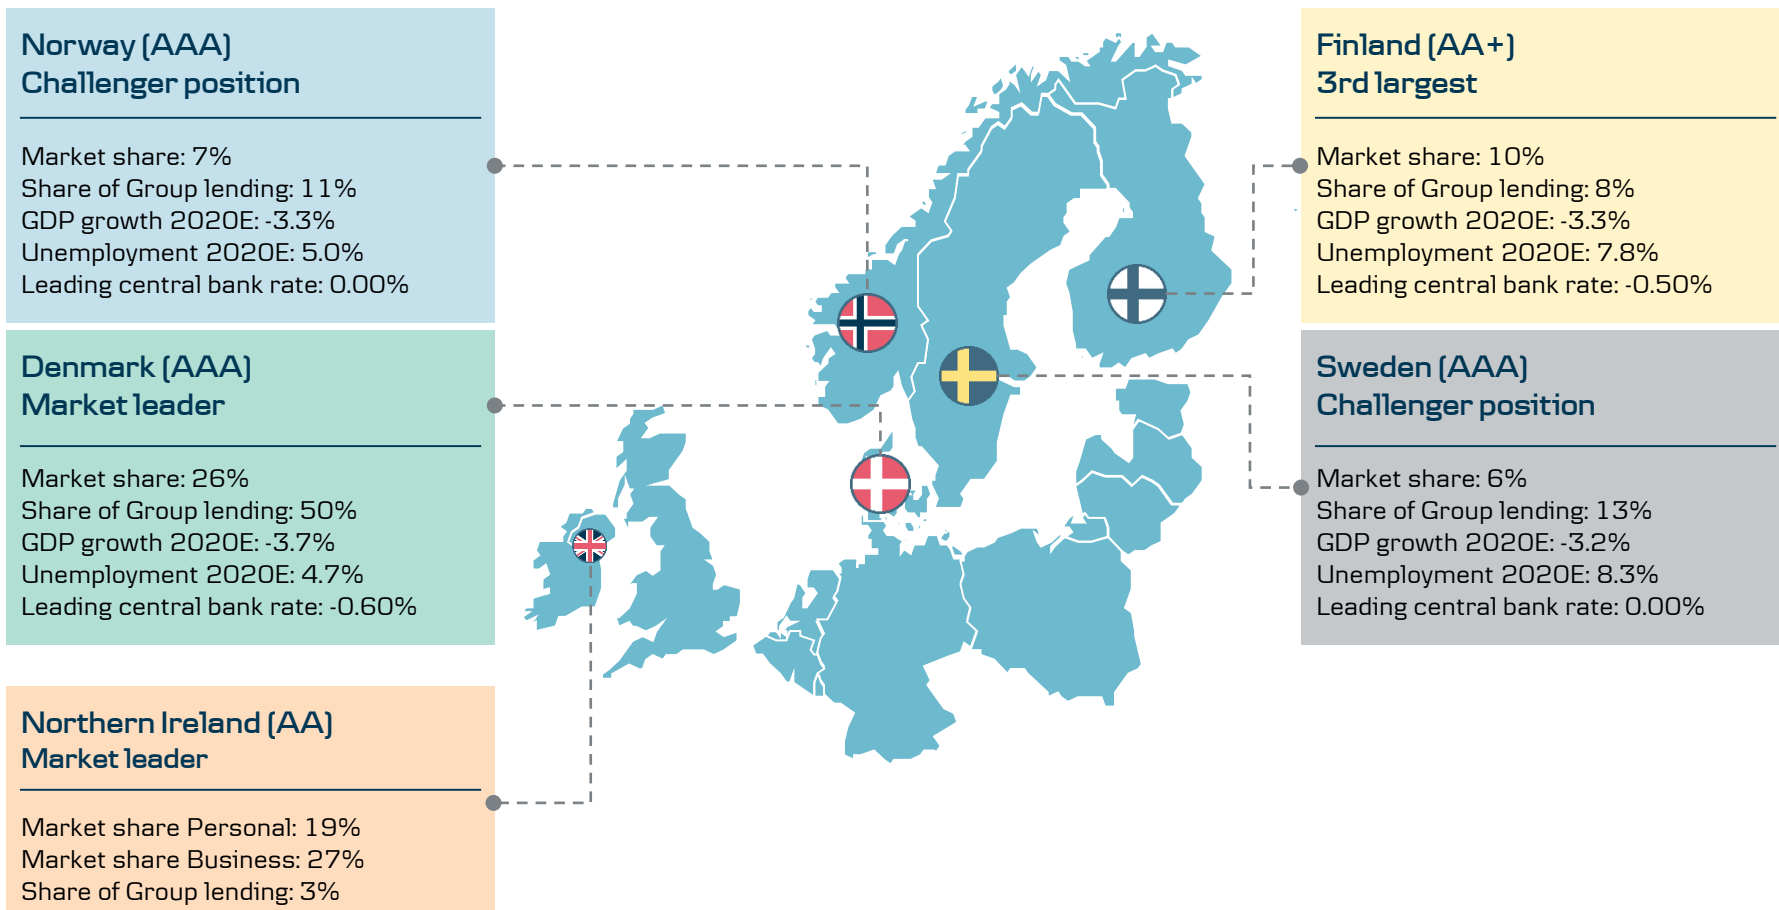 Norway (AAA)
Challenger position
Market share: 7%
Share of Group lending: 11%
GDP growth 2020E: -3.3%
Unemployment 2020E: 5.0%
Leading central bank rate: 0.00%
Denmark (AAA)
Market leader
Market share: 26%
Share of Group lending: 50%
GDP growth 2020E: -3.7%
Unemployment 2020E: 4.7%
Leading central bank rate: -0.60%
Northern Ireland (AA)
Market leader
Market share Personal: 19%
Market share Business: 27%
Share of Group lending: 3%
Finland (AA+)
3rd largest
Market share: 10%
Share of Group lending: 8%
GDP growth 2020E: -3.3%
Unemployment 2020E: 7.8%
Leading central bank rate: -0.50%
Sweden (AAA)
Challenger position
Market share: 6%
Share of Group lending: 13%
GDP growth 2020E: -3.2%
Unemployment 2020E: 8.3%
Leading central bank rate: 0.00%